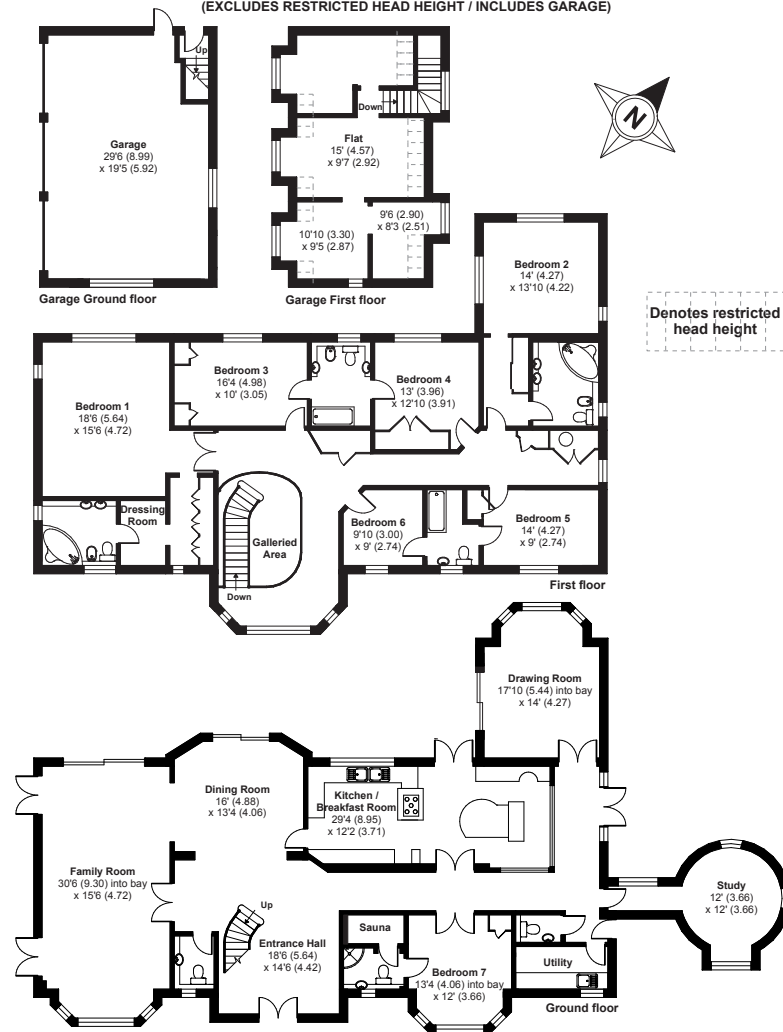 (EXCLUDES RESTRICTED HEAD HEIGHT / INCLUDES GARAGE)
Up
Garage
29'6 (8.99)
x 19'5 (5.92)
Garage Ground floor
Down
Flat
15' (4.57)
x 9'7 (2.92)
10'10 (3.30)
x 9'5 (2.87)
9'6 (2.90)
x 8'3 (2.51)
Garage First floor
N
Denotes restricted
head height
Bedroom 2
14' (4.27)
x 13'10 (4.22)
Bedroom 1
18'6 (5.64)
x 15'6 (4.72)
Bedroom 3
16'4 (4.98)
x 10' (3.05)
Bedroom 4
13' (3.96)
x 12'10 (3.91)
Dressing
Room
Galleried
Area
Down
Bedroom 6
9'10 (3.00)
x 9' (2.74)
Bedroom 5
14' (4.27)
x 9' (2.74)
First floor
Drawing Room
17'10 (5.44) into bay
x 14' (4.27)
Dining Room
16' (4.88)
x 13'4 (4.06)
Kitchen /
Breakfast Room
29'4 (8.95)
x 12'2 (3.71)
Family Room
30'6 (9.30) into bay
x 15'6 (4.72)
Study
12' (3.66)
x 12' (3.66)
Up
Entrance Hall
18'6 (5.64)
x 14'6 (4.42)
Sauna
Bedroom 7
13'4 (4.06) into bay
x 12' (3.66)
Utility
Ground floor